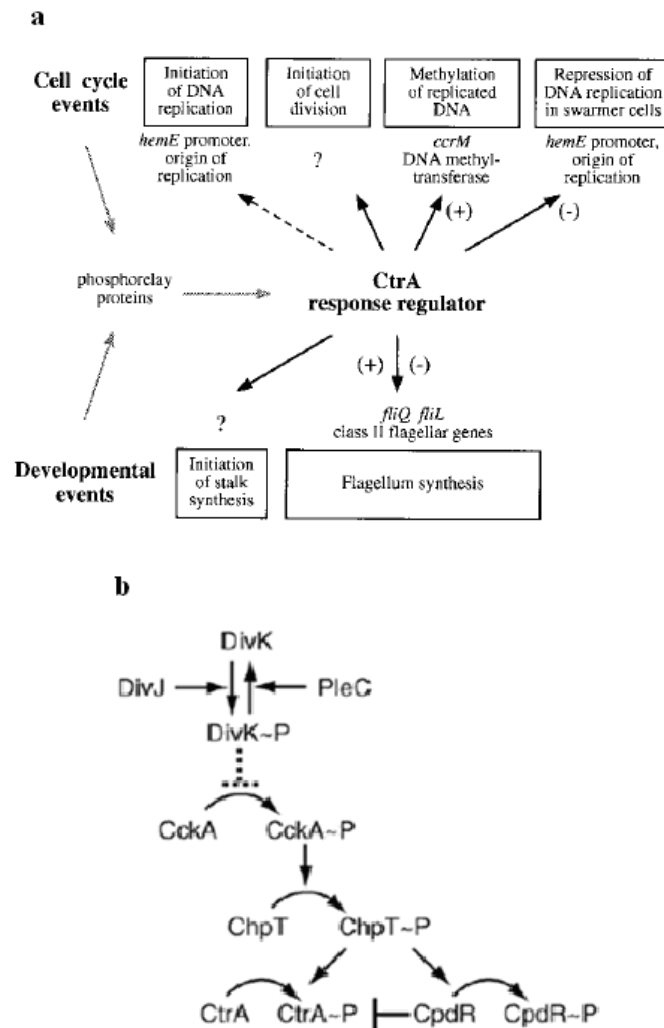 a
Cell cycle
events
Initiation
of DNA
replication
Initiation
of cell
division
Methylation
of replicated
DNA
Repression of
DNA replication
in swarmer cells
hemE promoter,
origin of
replication
?
ccrM
DNA methyl-
transferase
hemE promoter,
origin of
replication
(+)
(-)
phosphorelay
proteins
CtrA
response regulator
(+)
(-)
?
fliQ fliL
class II flagellar genes
Developmental
events
Initiation
of stalk
synthesis
Flagellum synthesis
b
DivK
DivJ
PleC
DivK~P
CckA
CckA~P
ChpT
ChpT~P
CtrA
CtrA~P
CpdR
CpdR~P